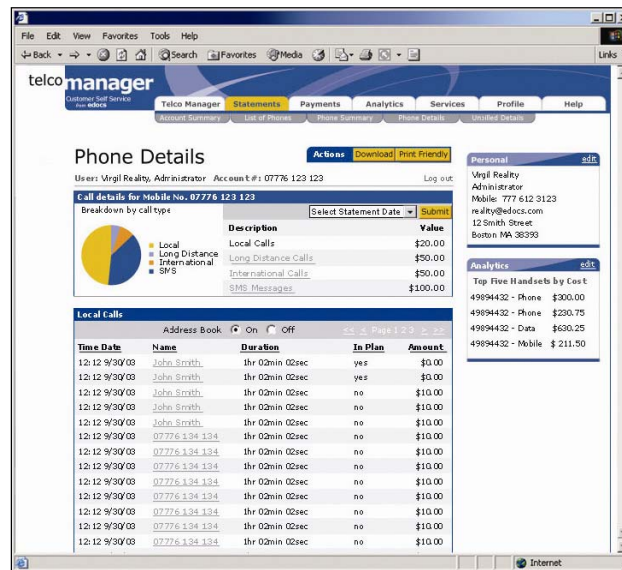 File Edit View Favorites Tools Help
Back Search Favorites Media Links
telco manager
Customer Self Service
from edocs
Telco Manager Statements Payments Analytics Services Profile Help
Account Summary List of Phones Phone Summary Phone Details Unbilled Details
Phone Details
Actions Download Print Friendly
User: Virgil Reality, Administrator Account #: 07776 123 123 Log out
Call details for Mobile No. 07776 123 123
Breakdown by call type
Local
Long Distance
International
SMS
Select Statement Date Submit
Description Value
Local Calls $20.00
Long Distance Calls $50.00
International Calls $50.00
SMS Messages $100.00
Local Calls
Address Book On Off << < Page 1 2 3 > >>
Time Date Name Duration In Plan Amount
12:12 9/30/03 John Smith 1hr 02min 02sec yes $0.00
12:12 9/30/03 John Smith 1hr 02min 02sec yes $0.00
12:12 9/30/03 John Smith 1hr 02min 02sec no $10.00
12:12 9/30/03 John Smith 1hr 02min 02sec no $10.00
12:12 9/30/03 John Smith 1hr 02min 02sec no $10.00
12:12 9/30/03 07776 134 134 1hr 02min 02sec no $10.00
12:12 9/30/03 07776 134 134 1hr 02min 02sec no $10.00
12:12 9/30/03 07776 134 134 1hr 02min 02sec no $10.00
12:12 9/30/03 07776 134 134 1hr 02min 02sec no $10.00
12:12 9/30/03 07776 134 134 1hr 02min 02sec no $10.00
12:12 9/30/03 07776 134 134 1hr 02min 02sec no $10.00
12:12 9/30/03 07776 134 134 1hr 02min 02sec no $10.00
12:12 9/30/03 07776 134 134 1hr 02min 02sec no $10.00
Personal edit
Virgil Reality
Administrator
Mobile: 777 612 3123
reality@edocs.com
12 Smith Street
Boston MA 38393
Analytics edit
Top Five Handsets by Cost
49894432 - Phone $300.00
49894432 - Phone $230.75
49894432 - Data $630.25
49894432 - Mobile $ 211.50
Internet